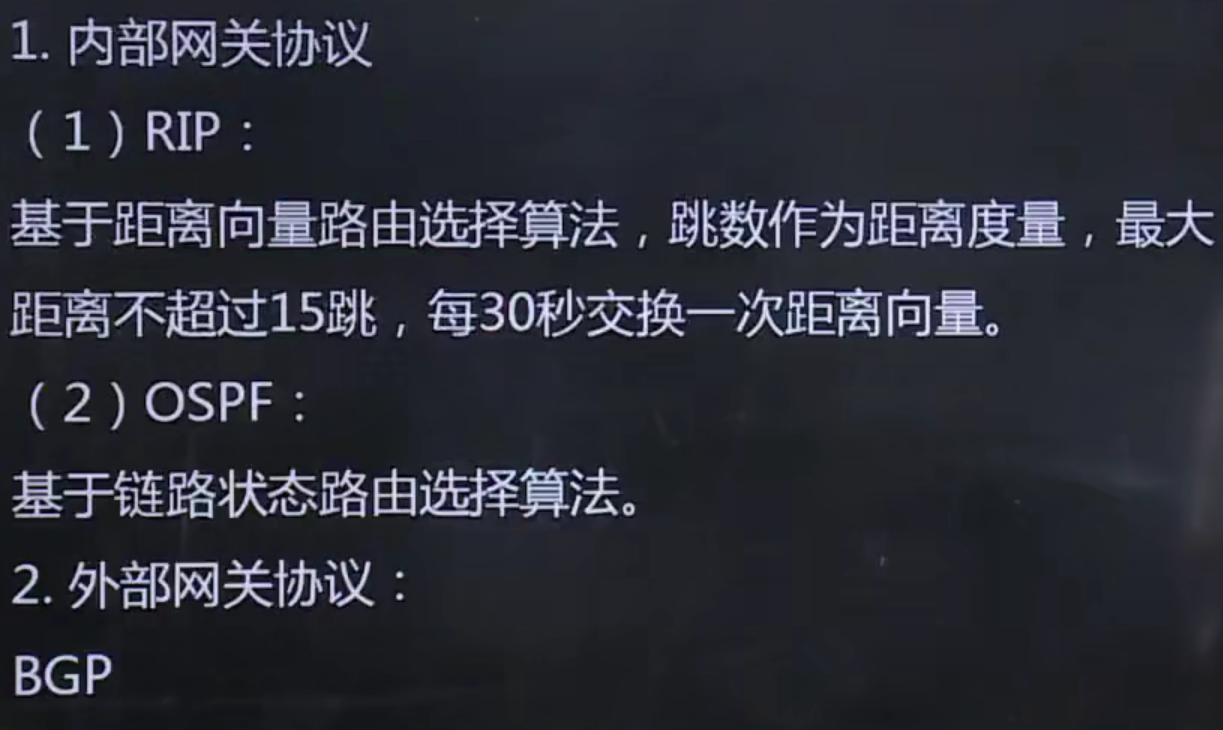 1. 内部网关协议
（1）RIP：
基于距离向量路由选择算法，跳数作为距离度量，最大
距离不超过15跳，每30秒交换一次距离向量。
（2）OSPF：
基于链路状态路由选择算法。
2. 外部网关协议：
BGP